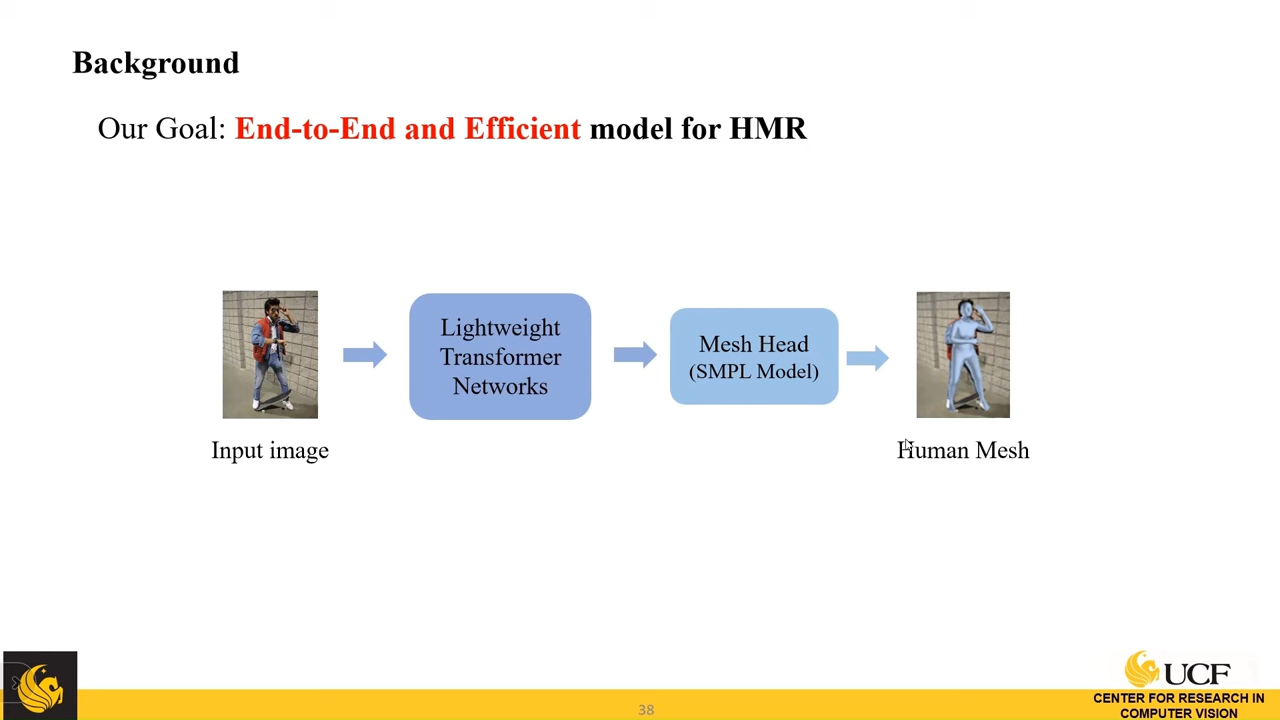 Background
Our Goal: End-to-End and Efficient model for HMR
Lightweight
Transformer
Networks
Mesh Head
(SMPL Model)
Input image
Human Mesh
38
UCF
CENTER FOR RESEARCH IN
COMPUTER VISION